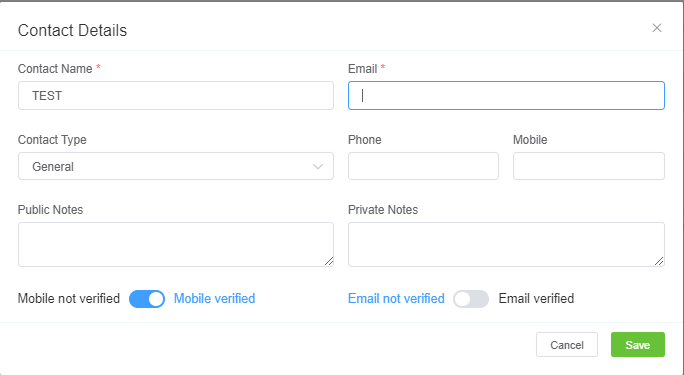 Contact Details
Contact Name * Email *
TEST
Contact Type Phone Mobile
General
Public Notes Private Notes
Mobile not verified Mobile verified Email not verified Email verified
Cancel Save